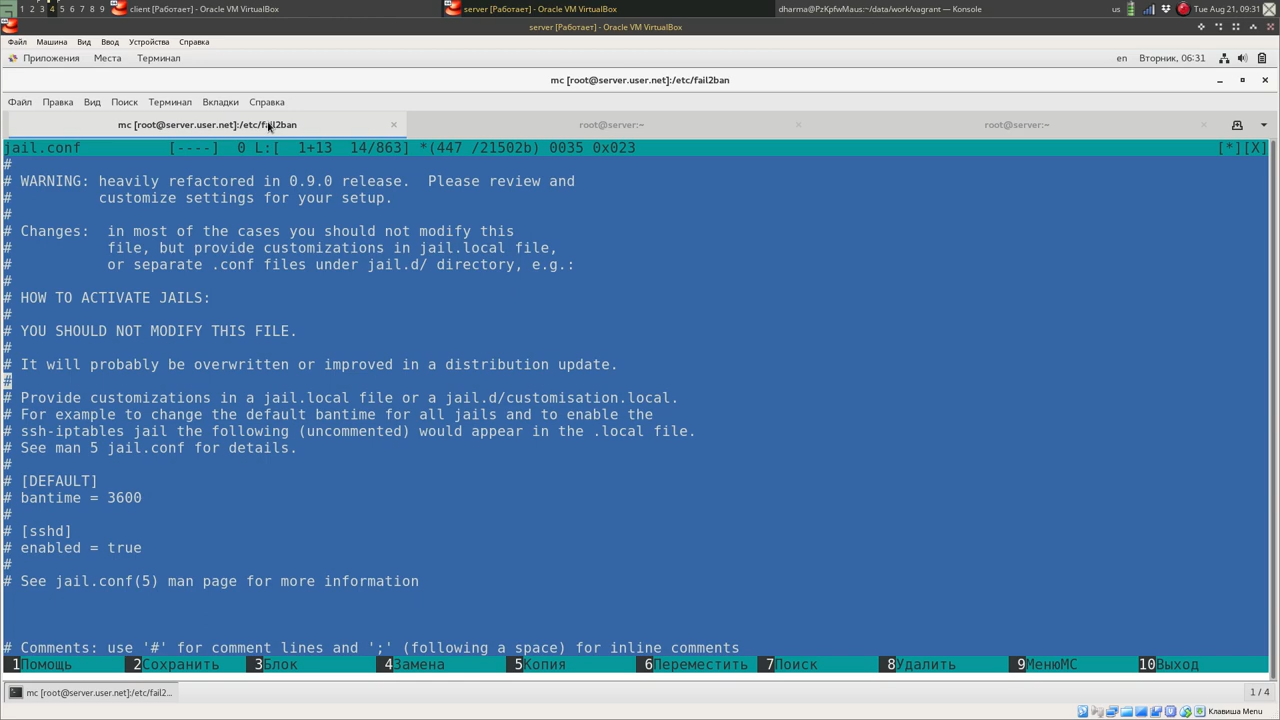 1 2 3 4 5 6 7 8 9 client [Работает] - Oracle VM VirtualBox server [Работает] - Oracle VM VirtualBox dharma@PzKpfwMaus:~/data/work/vagrant — Konsole us Tue Aug 21, 09:31
server [Работает] - Oracle VM VirtualBox
Файл Машина Вид Ввод Устройства Справка
Приложения Места Терминал en Вторник, 06:31
mc [root@server.user.net]:/etc/fail2ban
Файл Правка Вид Поиск Терминал Вкладки Справка
mc [root@server.user.net]:/etc/fail2ban × root@server:~ × root@server:~ ×
jail.conf [----] 0 L:[ 1+13 14/863] *(447 /21502b) 0035 0x023 [*][X]
#
# WARNING: heavily refactored in 0.9.0 release. Please review and
# customize settings for your setup.
#
# Changes: in most of the cases you should not modify this
# file, but provide customizations in jail.local file,
# or separate .conf files under jail.d/ directory, e.g.:
#
# HOW TO ACTIVATE JAILS:
#
# YOU SHOULD NOT MODIFY THIS FILE.
#
# It will probably be overwritten or improved in a distribution update.
#
# Provide customizations in a jail.local file or a jail.d/customisation.local.
# For example to change the default bantime for all jails and to enable the
# ssh-iptables jail the following (uncommented) would appear in the .local file.
# See man 5 jail.conf for details.
#
# [DEFAULT]
# bantime = 3600
#
# [sshd]
# enabled = true
#
# See jail.conf(5) man page for more information
# Comments: use '#' for comment lines and ';' (following a space) for inline comments
1Помощь 2Сохранить 3Блок 4Замена 5Копия 6Переместить 7Поиск 8Удалить 9МенюMC 10Выход
mc [root@server.user.net]:/etc/fail2... 1 / 4
Клавиша Menu